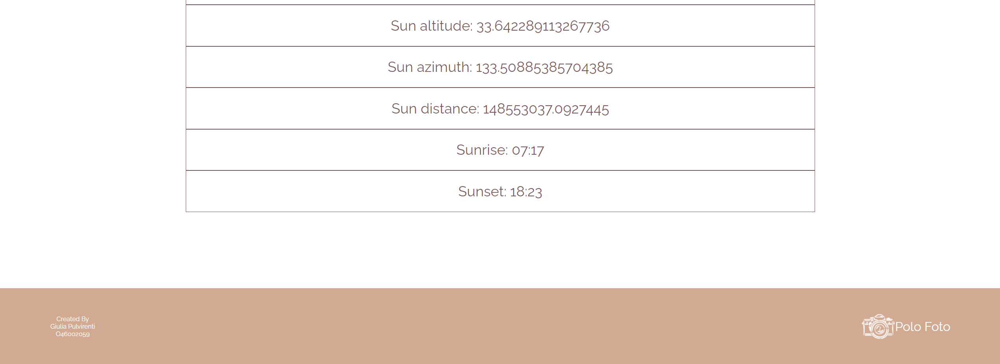 Sun altitude: 33.642289113267736
Sun azimuth: 133.50885385704385
Sun distance: 148553037.0927445
Sunrise: 07:17
Sunset: 18:23
Created By
Giulia Pulvirenti
O46002059
Polo Foto